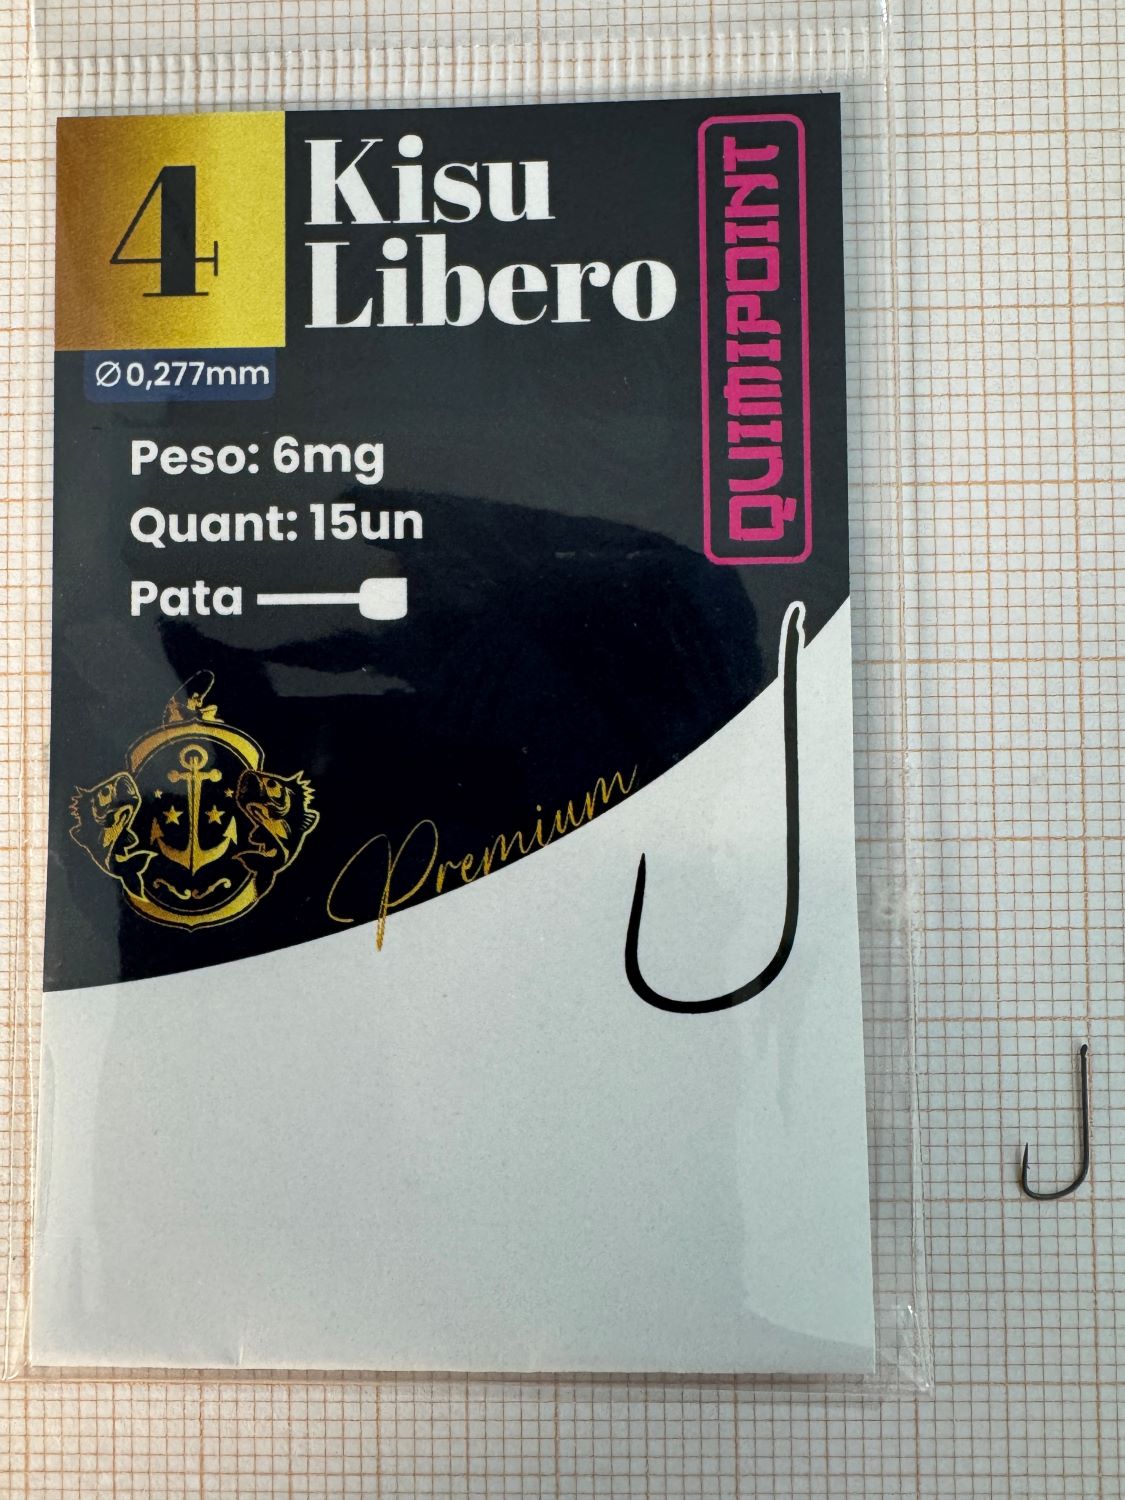 4
Kisu
Libero
QUIMIPOINT
Ø 0,277mm
Peso: 6mg
Quant: 15un
Pata
Premium